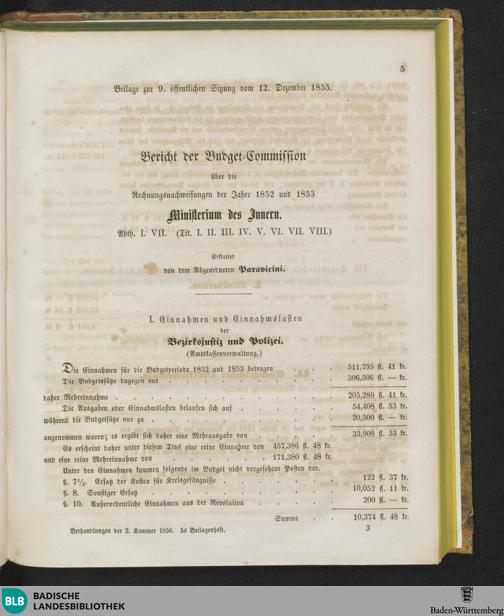 5
Beilage zur 9. öffentlichen Sitzung vom 12. Dezember 1855.
Bericht der Budget-Commission
über die
Rechnungsnachweisungen der Jahre 1852 und 1853
Ministerium des Innern.
Abth. I. VII. (Tit. I. II. III. IV. V. VI. VII. VIII.)
Erstattet
von dem Abgeordneten Paravicini.
I. Einnahmen und Einnahmslasten
der
Bezirksjustiz und Polizei.
(Amtskassenverwaltung.)
Die Einnahmen für die Budgetperiode 1852 und 1853 betragen . . . 511,795 fl. 41 kr.
Die Budgetsätze dagegen nur . . . 306,506 fl. — kr.
daher Mehreinnahme . . . 205,289 fl. 41 kr.
Die Ausgaben oder Einnahmslasten belaufen sich auf . . . 54,408 fl. 53 kr.
während die Budgetsätze nur zu . . . 20,500 fl. — kr.
angenommen waren; es ergibt sich daher eine Mehrausgabe von . . . 33,908 fl. 53 kr.
Es erscheint daher unter diesem Titel eine reine Einnahme von 457,386 fl. 48 kr.
und eine reine Mehreinnahme von . . . 171,380 fl. 48 kr.
Unter den Einnahmen kommen folgende im Budget nicht vorgesehene Posten vor.
§. 7½. Ersatz der Kosten für Kreisgefängnisse . . . 122 fl. 37 kr.
§. 8. Sonstiger Ersatz . . . 10,052 fl. 11 kr.
§. 10. Außerordentliche Einnahmen aus der Revolution . . . 200 fl. — kr.
Summe . . 10,374 fl. 48 kr.
Verhandlungen der 2. Kammer 1856. 5s Beilagenheft. 3
BLB BADISCHE
LANDESBIBLIOTHEK
Baden-Württemberg